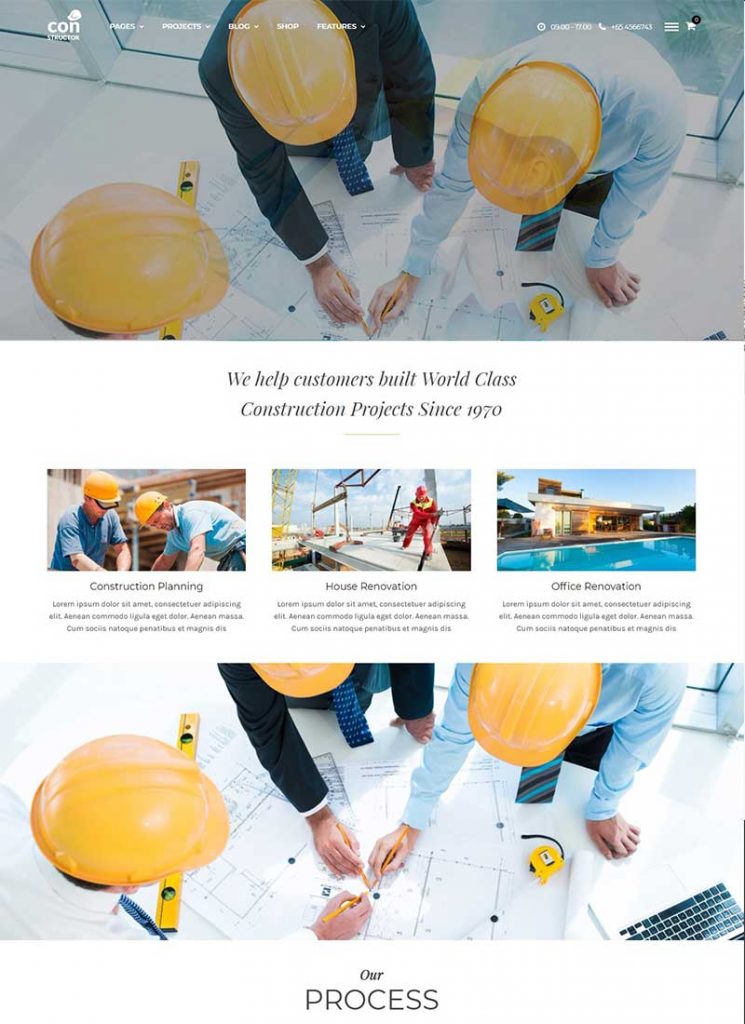 con
STRUCTOR
PAGES PROJECTS BLOG SHOP FEATURES 09.00 - 17.00 +65.4566743 0
We help customers built World Class
Construction Projects Since 1970
Construction Planning
Lorem ipsum dolor sit amet, consectetuer adipiscing
elit. Aenean commodo ligula eget dolor. Aenean massa.
Cum sociis natoque penatibus et magnis dis
House Renovation
Lorem ipsum dolor sit amet, consectetuer adipiscing
elit. Aenean commodo ligula eget dolor. Aenean massa.
Cum sociis natoque penatibus et magnis dis
Office Renovation
Lorem ipsum dolor sit amet, consectetuer adipiscing
elit. Aenean commodo ligula eget dolor. Aenean massa.
Cum sociis natoque penatibus et magnis dis
Our
PROCESS